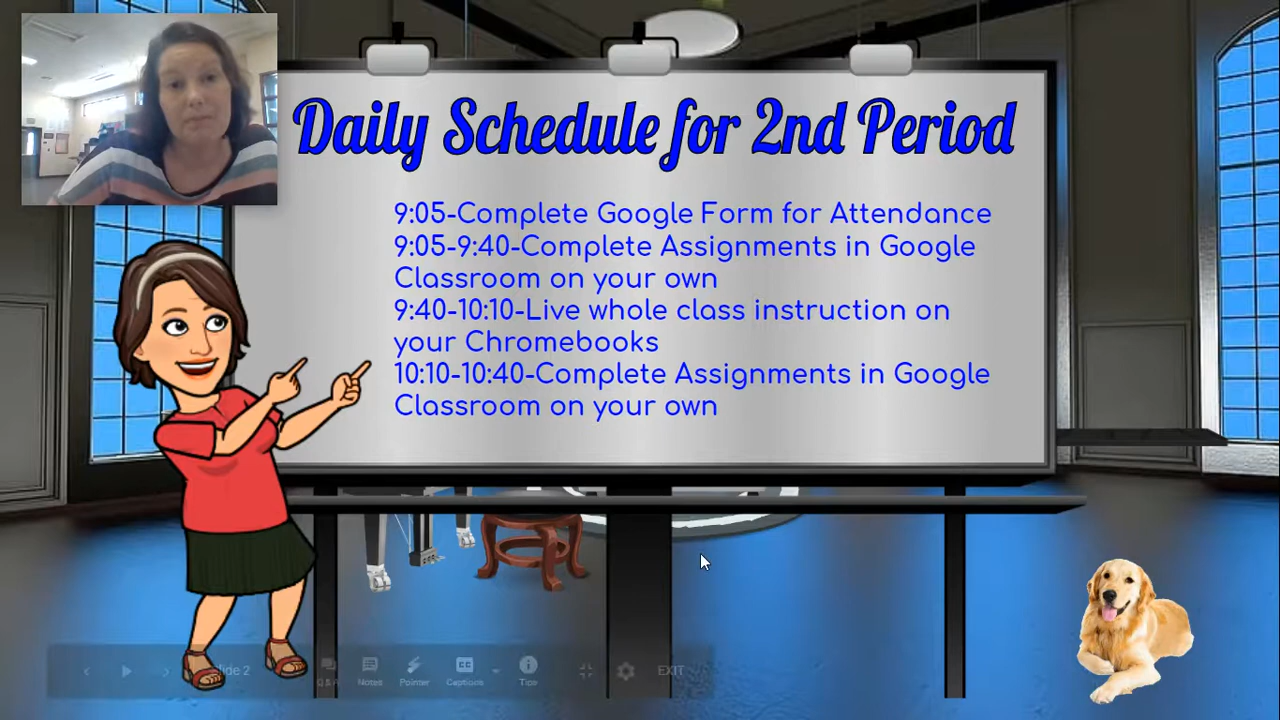 Daily Schedule for 2nd Period
9:05-Complete Google Form for Attendance
9:05-9:40-Complete Assignments in Google
Classroom on your own
9:40-10:10-Live whole class instruction on
your Chromebooks
10:10-10:40-Complete Assignments in Google
Classroom on your own
Slide 2
Q & A
Notes
Pointer
Captions
Tips
EXIT